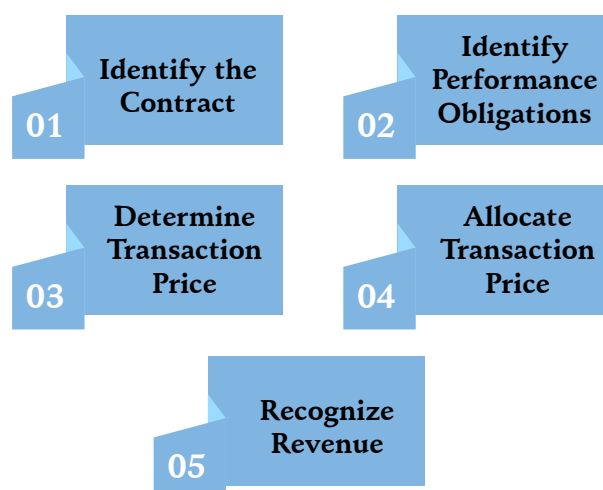 Identify the
Contract
01
Identify
Performance
Obligations
02
Determine
Transaction
Price
03
Allocate
Transaction
Price
04
Recognize
Revenue
05